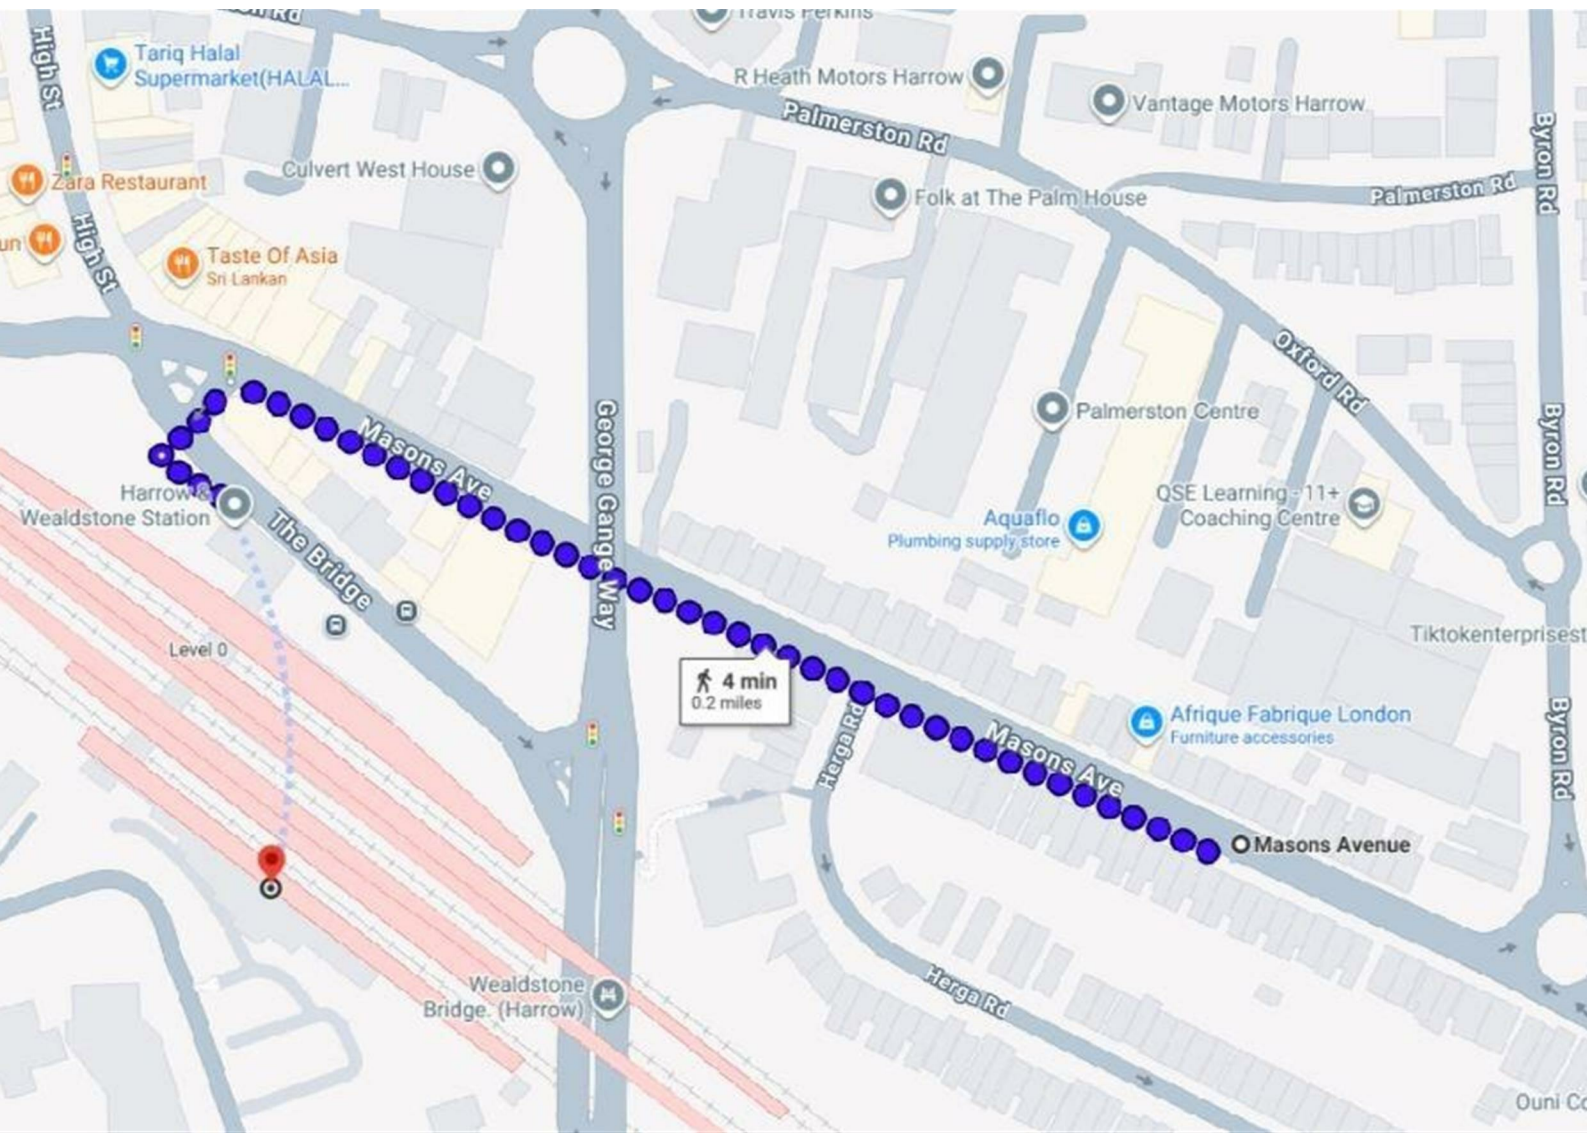 Travis Perkins
High St
Tariq Halal
Supermarket(HALAL...
R Heath Motors Harrow
Vantage Motors Harrow
Palmerston Rd
Byron Rd
Culvert West House
Zara Restaurant
Folk at The Palm House
Palmerston Rd
High St
Taste Of Asia
Sri Lankan
Oxford Rd
Masons Ave
George Gange Way
Palmerston Centre
Byron Rd
Harrow &
Wealdstone Station
QSE Learning - 11+
Coaching Centre
The Bridge
Aquaflo
Plumbing supply store
Tiktokenterprisest
Level 0
4 min
0.2 miles
Herga Rd
Masons Ave
Afrique Fabrique London
Furniture accessories
Byron Rd
Masons Avenue
Wealdstone
Bridge. (Harrow)
Herga Rd
Ouni Co